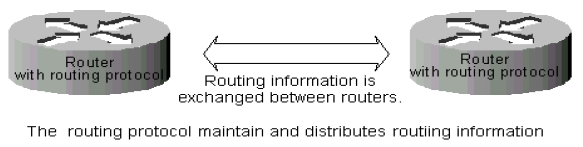 Router
with routing protocol
Router
with routing protocol
Routing information is
exchanged between routers.
The routing protocol maintain and distributes routiing information